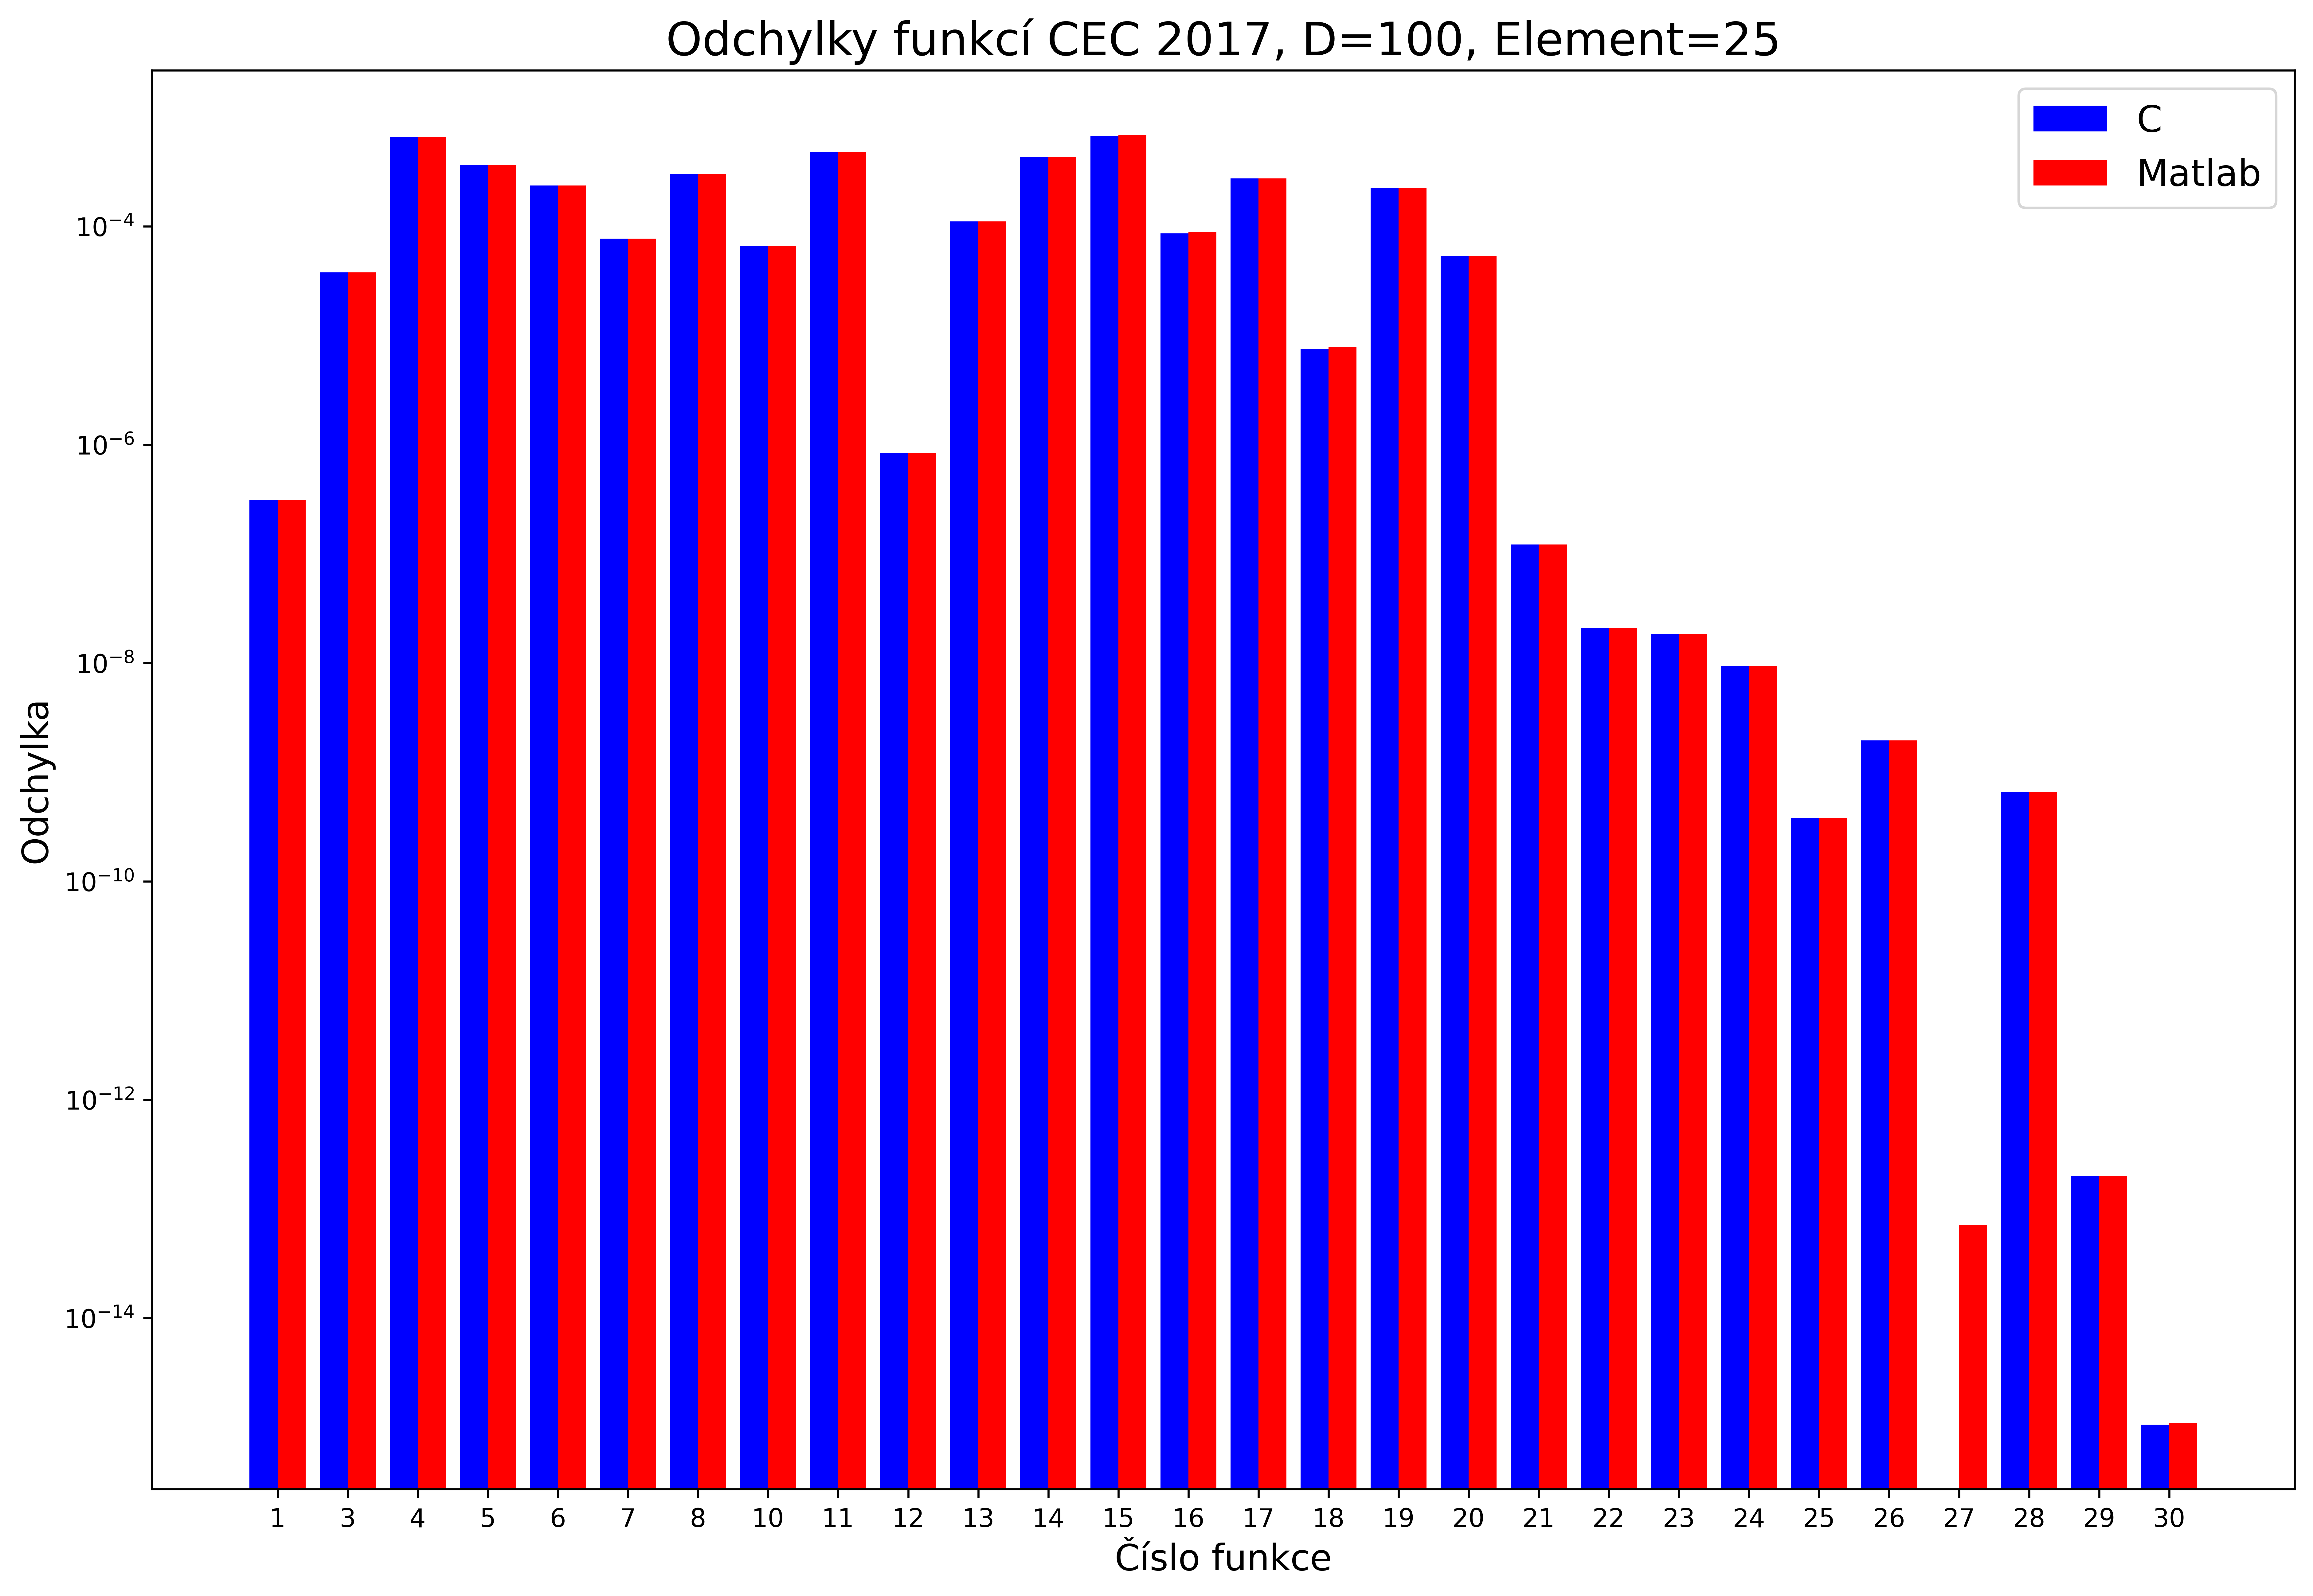 Odchylky funkcí CEC 2017, D=100, Element=25
C
Matlab
10⁻⁴
10⁻⁶
10⁻⁸
10⁻¹⁰
10⁻¹²
10⁻¹⁴
Odchylka
1 3 4 5 6 7 8 10 11 12 13 14 15 16 17 18 19 20 21 22 23 24 25 26 27 28 29 30
Číslo funkce